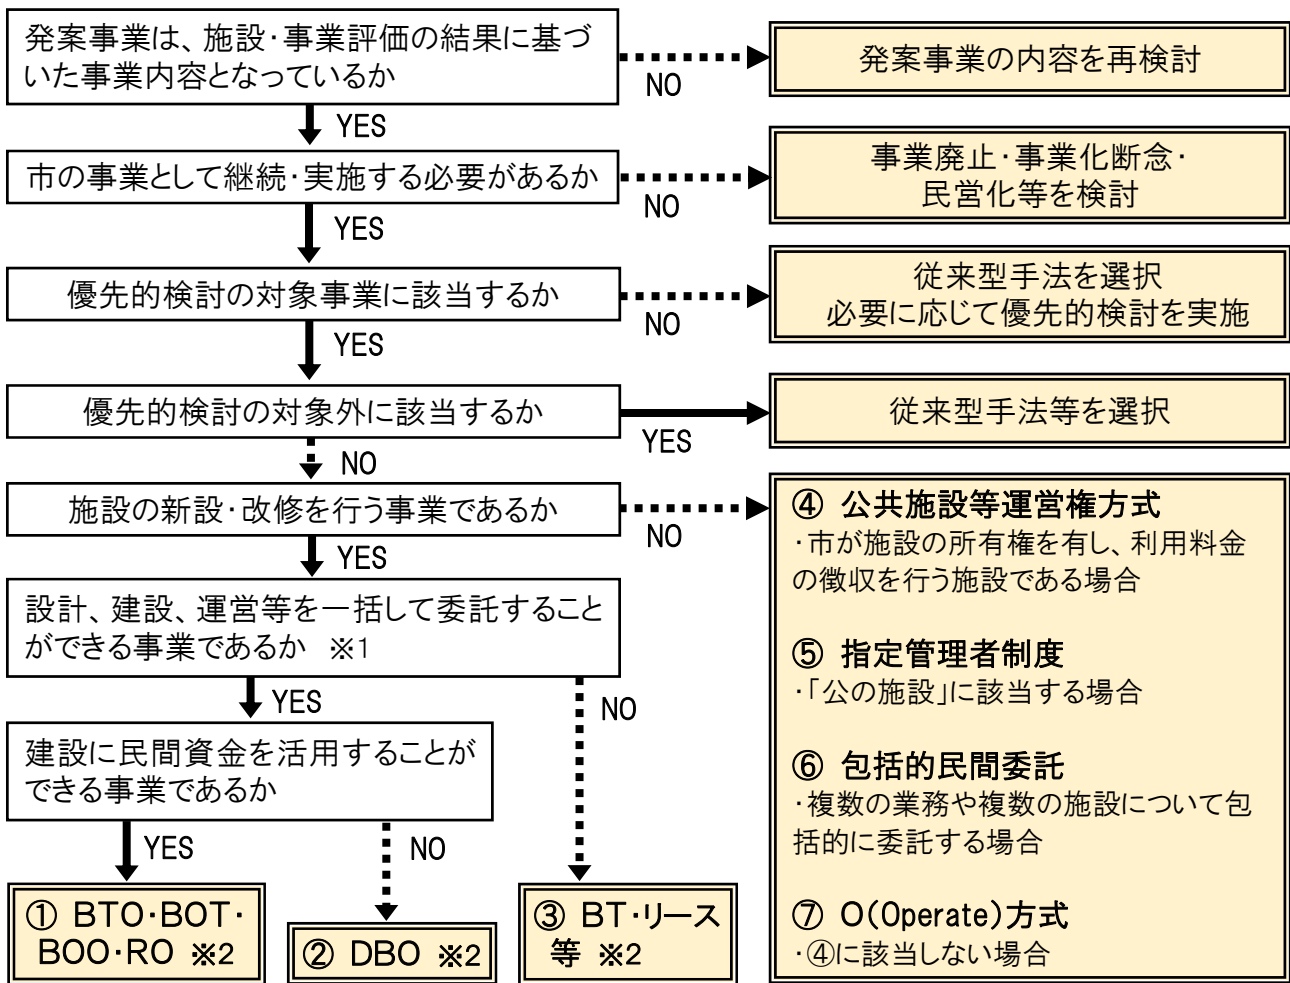 発案事業は、施設・事業評価の結果に基づ
いた事業内容となっているか
NO
発案事業の内容を再検討
YES
市の事業として継続・実施する必要があるか
NO
事業廃止・事業化断念・
民営化等を検討
YES
優先的検討の対象事業に該当するか
NO
従来型手法を選択
必要に応じて優先的検討を実施
YES
優先的検討の対象外に該当するか
YES
従来型手法等を選択
NO
施設の新設・改修を行う事業であるか
NO
YES
設計、建設、運営等を一括して委託すること
ができる事業であるか ※1
YES
NO
建設に民間資金を活用することが
できる事業であるか
YES
NO
① BTO・BOT・
BOO・RO ※2
② DBO ※2
③ BT・リース
等 ※2
④ 公共施設等運営権方式
・市が施設の所有権を有し、利用料金
の徴収を行う施設である場合
⑤ 指定管理者制度
・「公の施設」に該当する場合
⑥ 包括的民間委託
・複数の業務や複数の施設について包
括的に委託する場合
⑦ O(Operate)方式
・④に該当しない場合